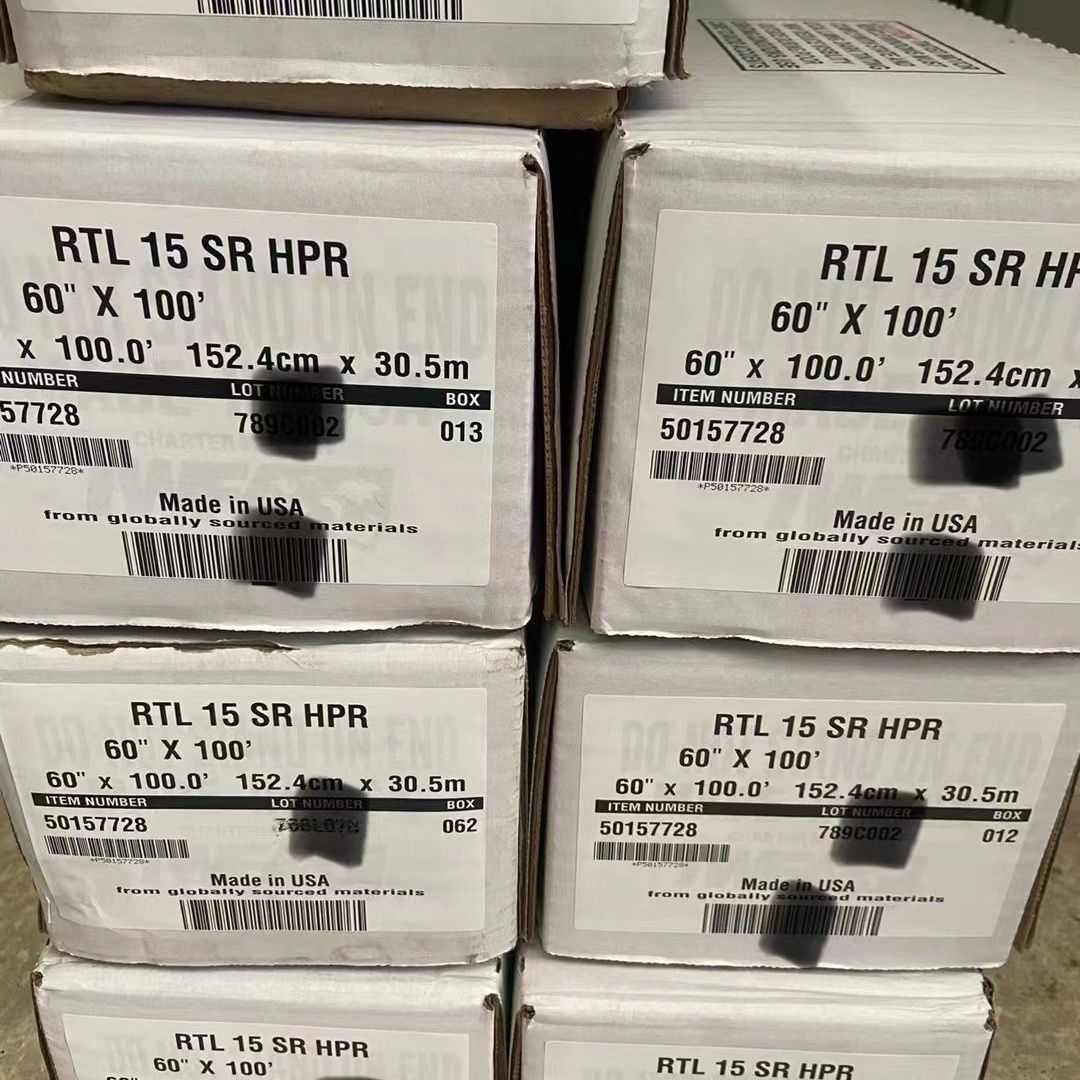 RTL 15 SR HPR
60" X 100'
x 100.0' 152.4cm x 30.5m
NUMBER LOT NUMBER BOX
57728 789C002 013
*P50157728*
Made in USA
from globally sourced materials
RTL 15 SR HP
60" X 100'
60" x 100.0' 152.4cm x
ITEM NUMBER LOT NUMBER
50157728 789C002
*P50157728*
Made in USA
from globally sourced materials
RTL 15 SR HPR
60" X 100'
60" x 100.0' 152.4cm x 30.5m
ITEM NUMBER LOT NUMBER BOX
50157728 062
*P50157728*
Made in USA
from globally sourced materials
RTL 15 SR HPR
60" X 100'
60" x 100.0' 152.4cm x 30.5m
ITEM NUMBER LOT NUMBER BOX
50157728 789C002 012
*P50157728*
Made in USA
from globally sourced materials
RTL 15 SR HPR
60" X 100'
RTL 15 SR HPR